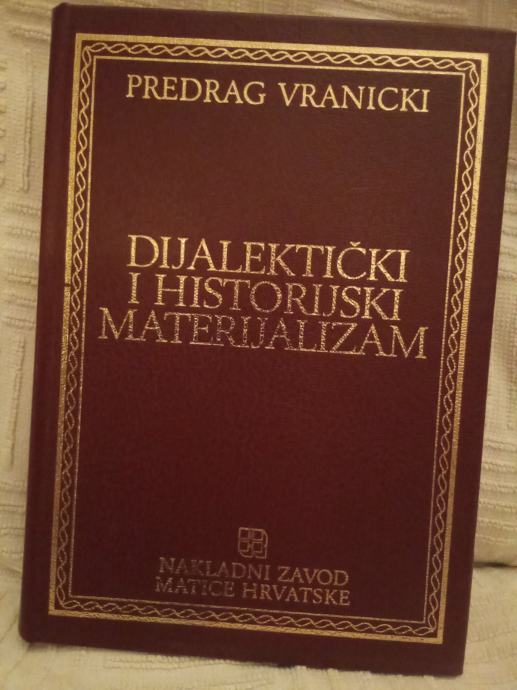 PREDRAG VRANICKI
DIJALEKTIČKI
I HISTORIJSKI
MATERIJALIZAM
NAKLADNI ZAVOD
MATICE HRVATSKE